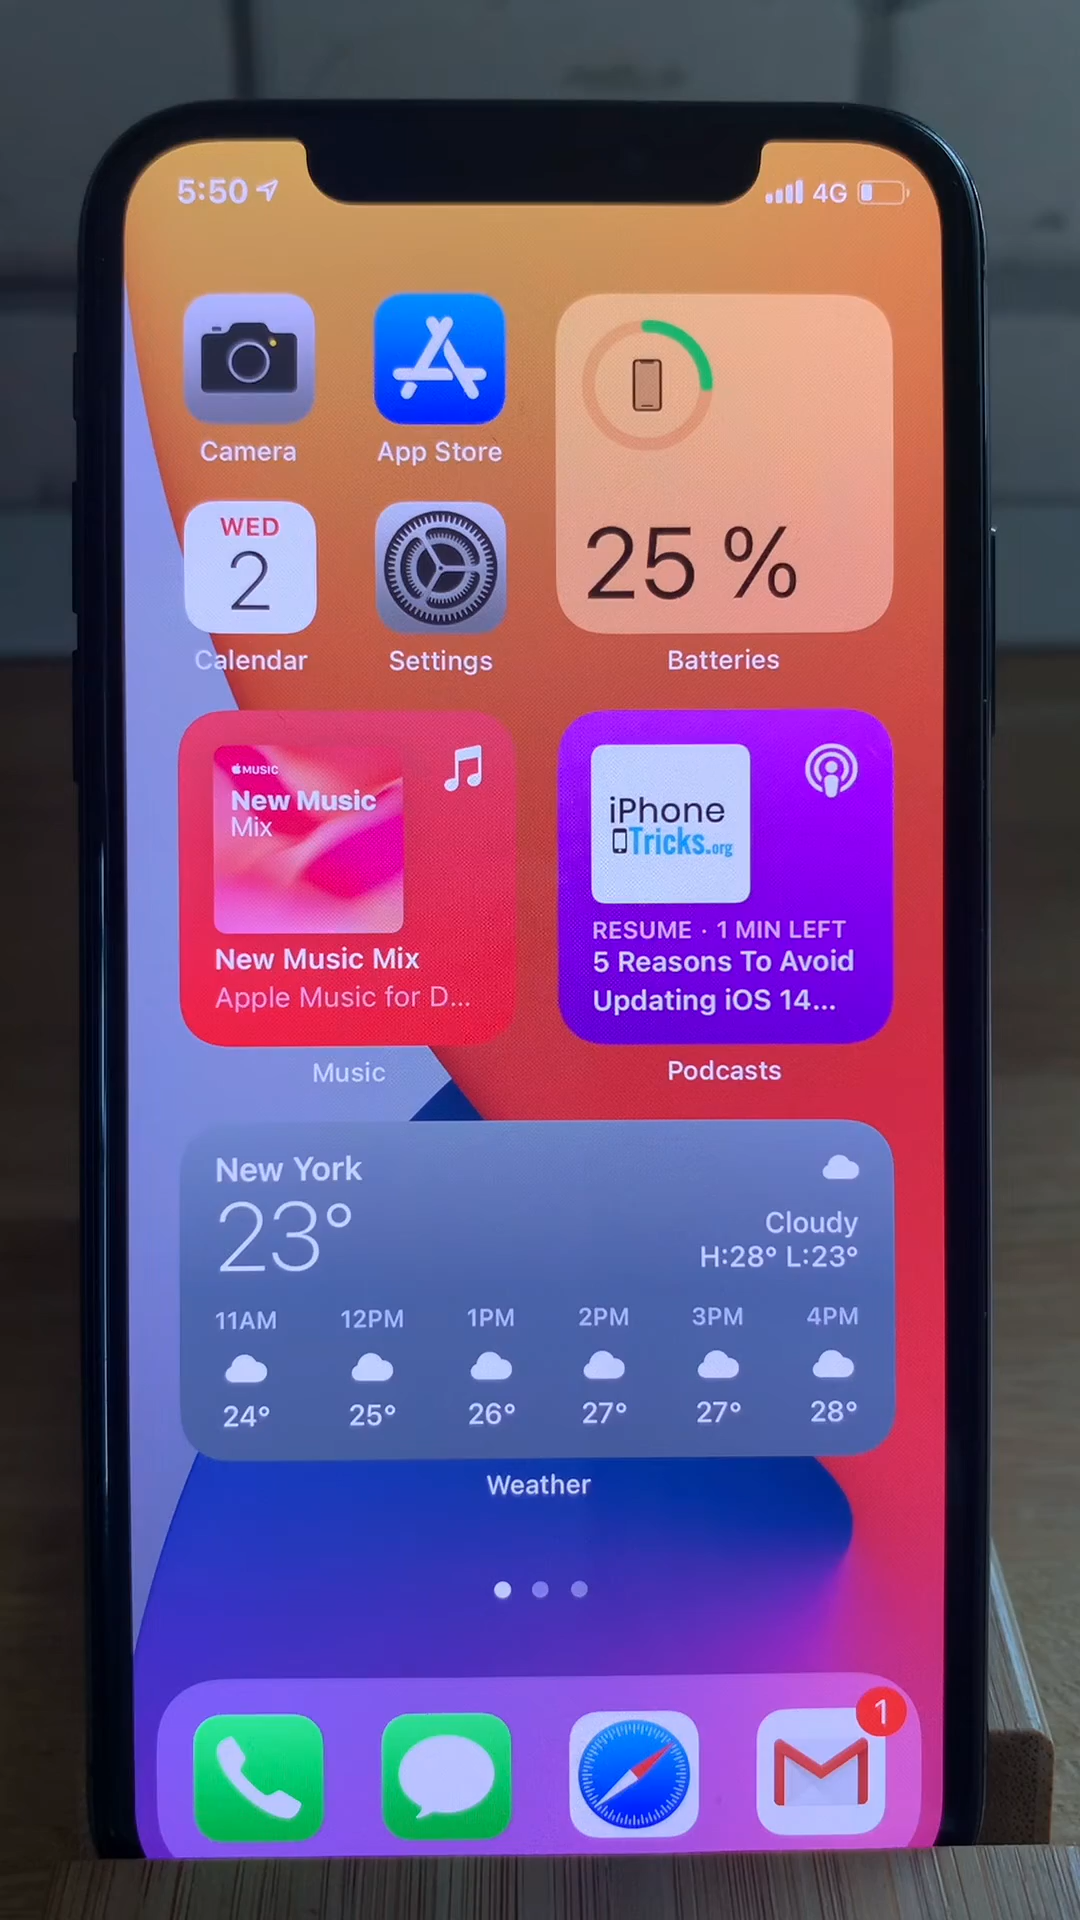 5:50
4G
Camera
App Store
WED
2
Calendar
Settings
25 %
Batteries
MUSIC
New Music
Mix
New Music Mix
Apple Music for D...
Music
iPhone
Tricks.org
RESUME · 1 MIN LEFT
5 Reasons To Avoid
Updating iOS 14...
Podcasts
New York
23°
Cloudy
H:28° L:23°
11AM 12PM 1PM 2PM 3PM 4PM
24° 25° 26° 27° 27° 28°
Weather
1